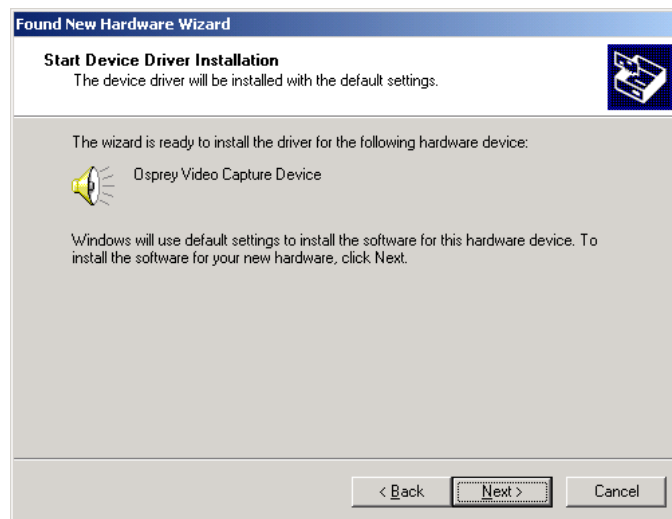 Found New Hardware Wizard
Start Device Driver Installation
The device driver will be installed with the default settings.
The wizard is ready to install the driver for the following hardware device:
Osprey Video Capture Device
Windows will use default settings to install the software for this hardware device. To
install the software for your new hardware, click Next.
< Back
Next >
Cancel